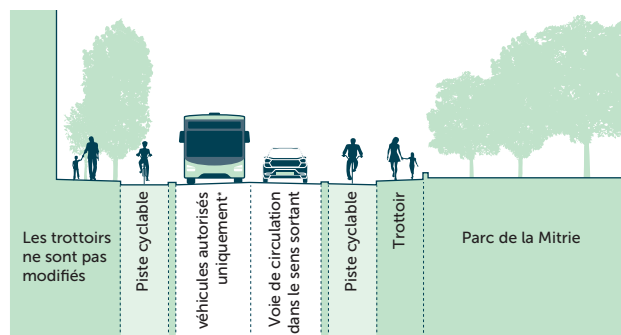 Les trottoirs
ne sont pas
modifiés
Piste cyclable
véhicules autorisés
uniquement*
Voie de circulation
dans le sens sortant
Piste cyclable
Trottoir
Parc de la Mitrie